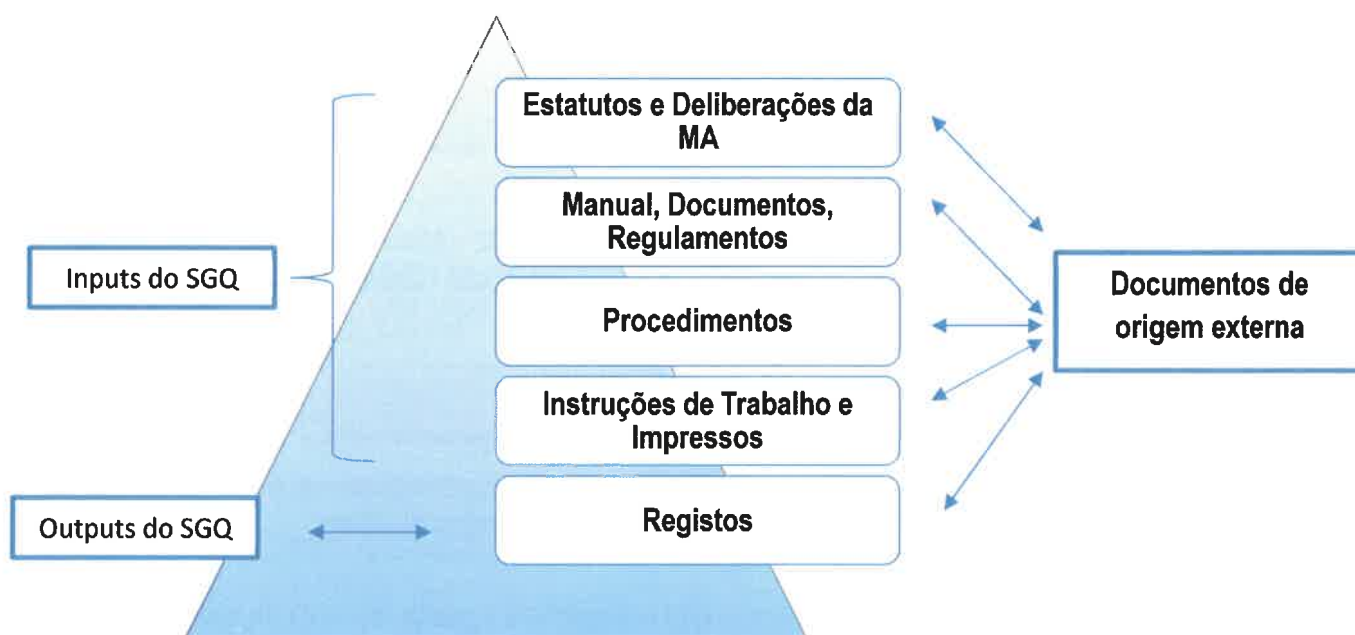 Estatutos e Deliberações da
MA
Manual, Documentos,
Regulamentos
Inputs do SGQ
Procedimentos
Documentos de
origem externa
Instruções de Trabalho e
Impressos
Outputs do SGQ
Registos